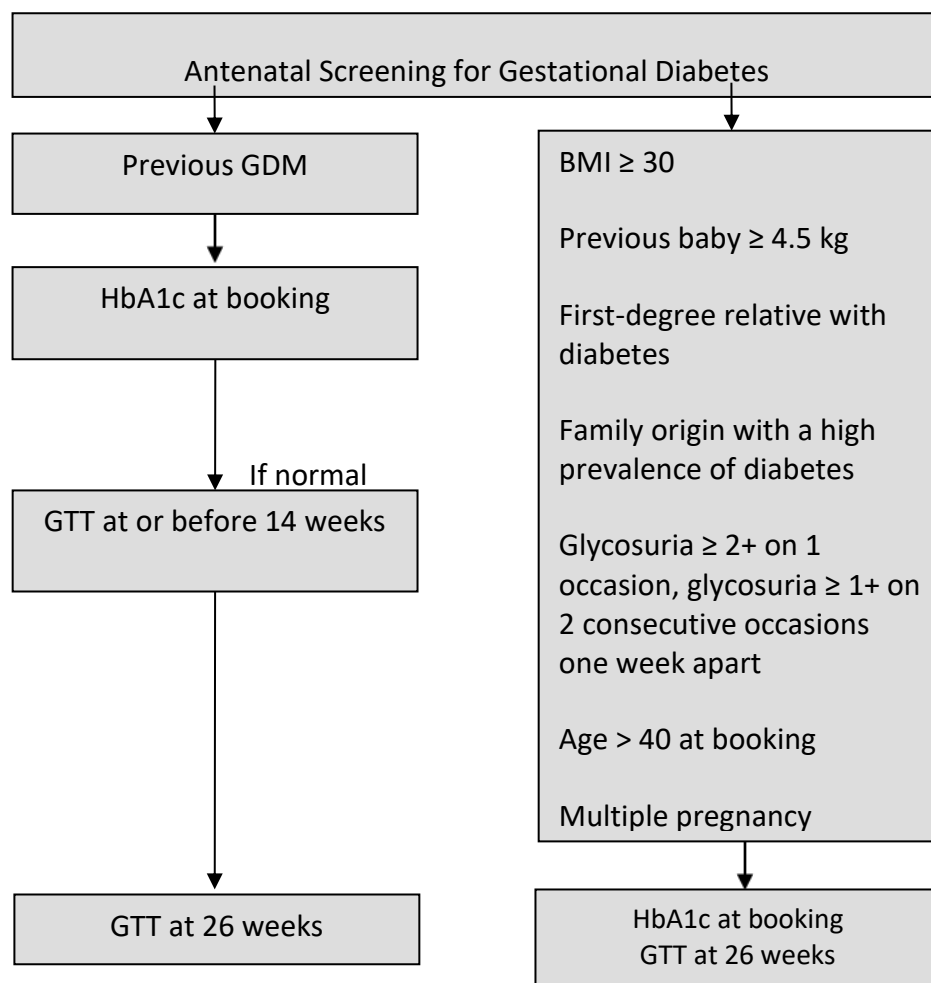 Antenatal Screening for Gestational Diabetes
Previous GDM
HbA1c at booking
If normal
GTT at or before 14 weeks
GTT at 26 weeks
BMI ≥ 30
Previous baby ≥ 4.5 kg
First-degree relative with
diabetes
Family origin with a high
prevalence of diabetes
Glycosuria ≥ 2+ on 1
occasion, glycosuria ≥ 1+ on
2 consecutive occasions
one week apart
Age > 40 at booking
Multiple pregnancy
HbA1c at booking
GTT at 26 weeks